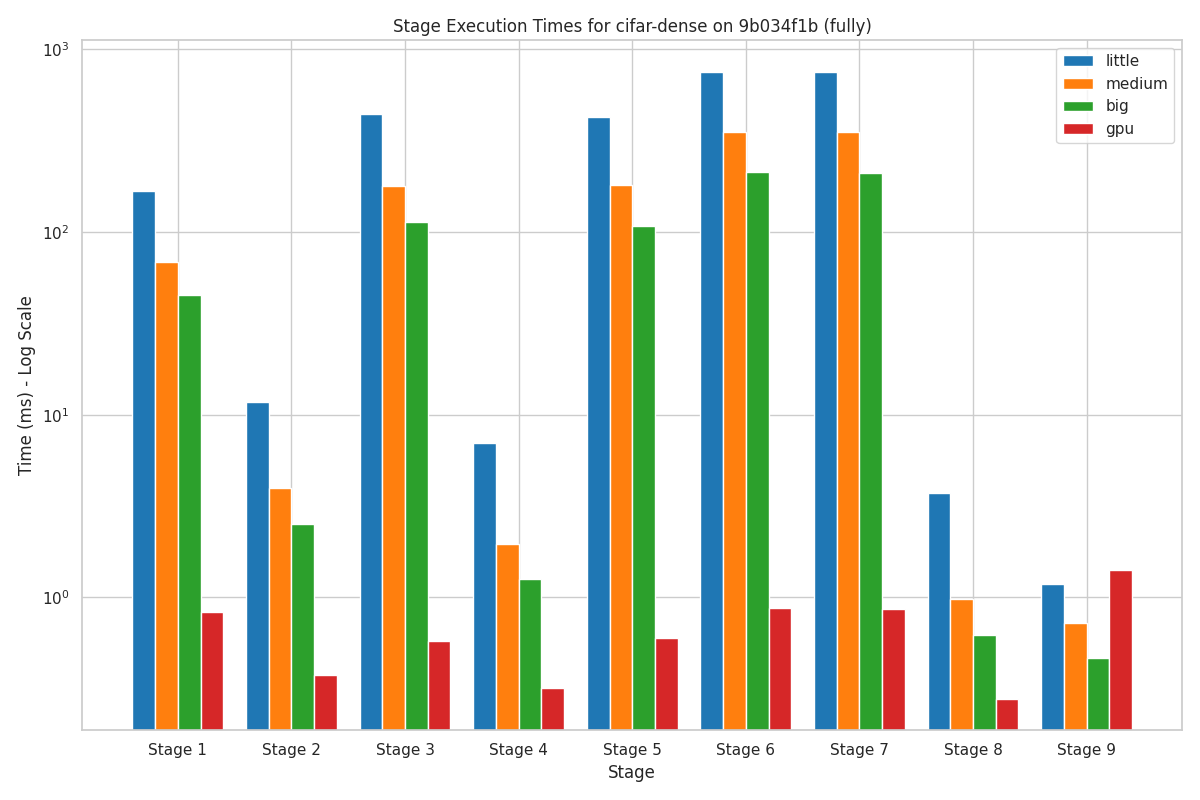 Stage Execution Times for cifar-dense on 9b034f1b (fully)
little
medium
big
gpu
Time (ms) - Log Scale
10³
10²
10¹
10⁰
Stage 1
Stage 2
Stage 3
Stage 4
Stage 5
Stage 6
Stage 7
Stage 8
Stage 9
Stage